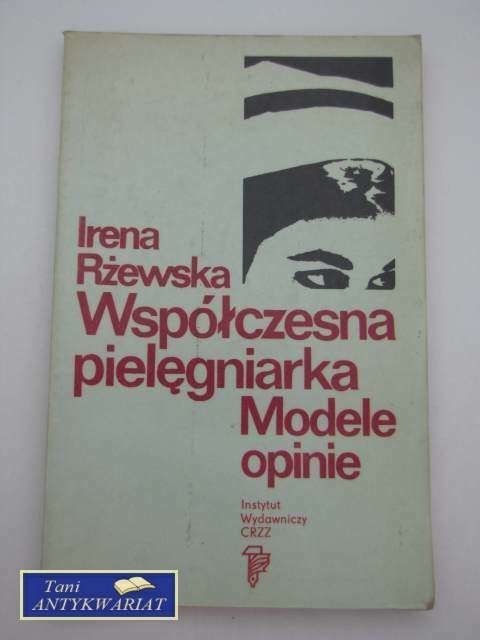 Irena
Rżewska
Współczesna
pielęgniarka
Modele
opinie
Instytut
Wydawniczy
CRZZ
Tani
ANTYKWARIAT